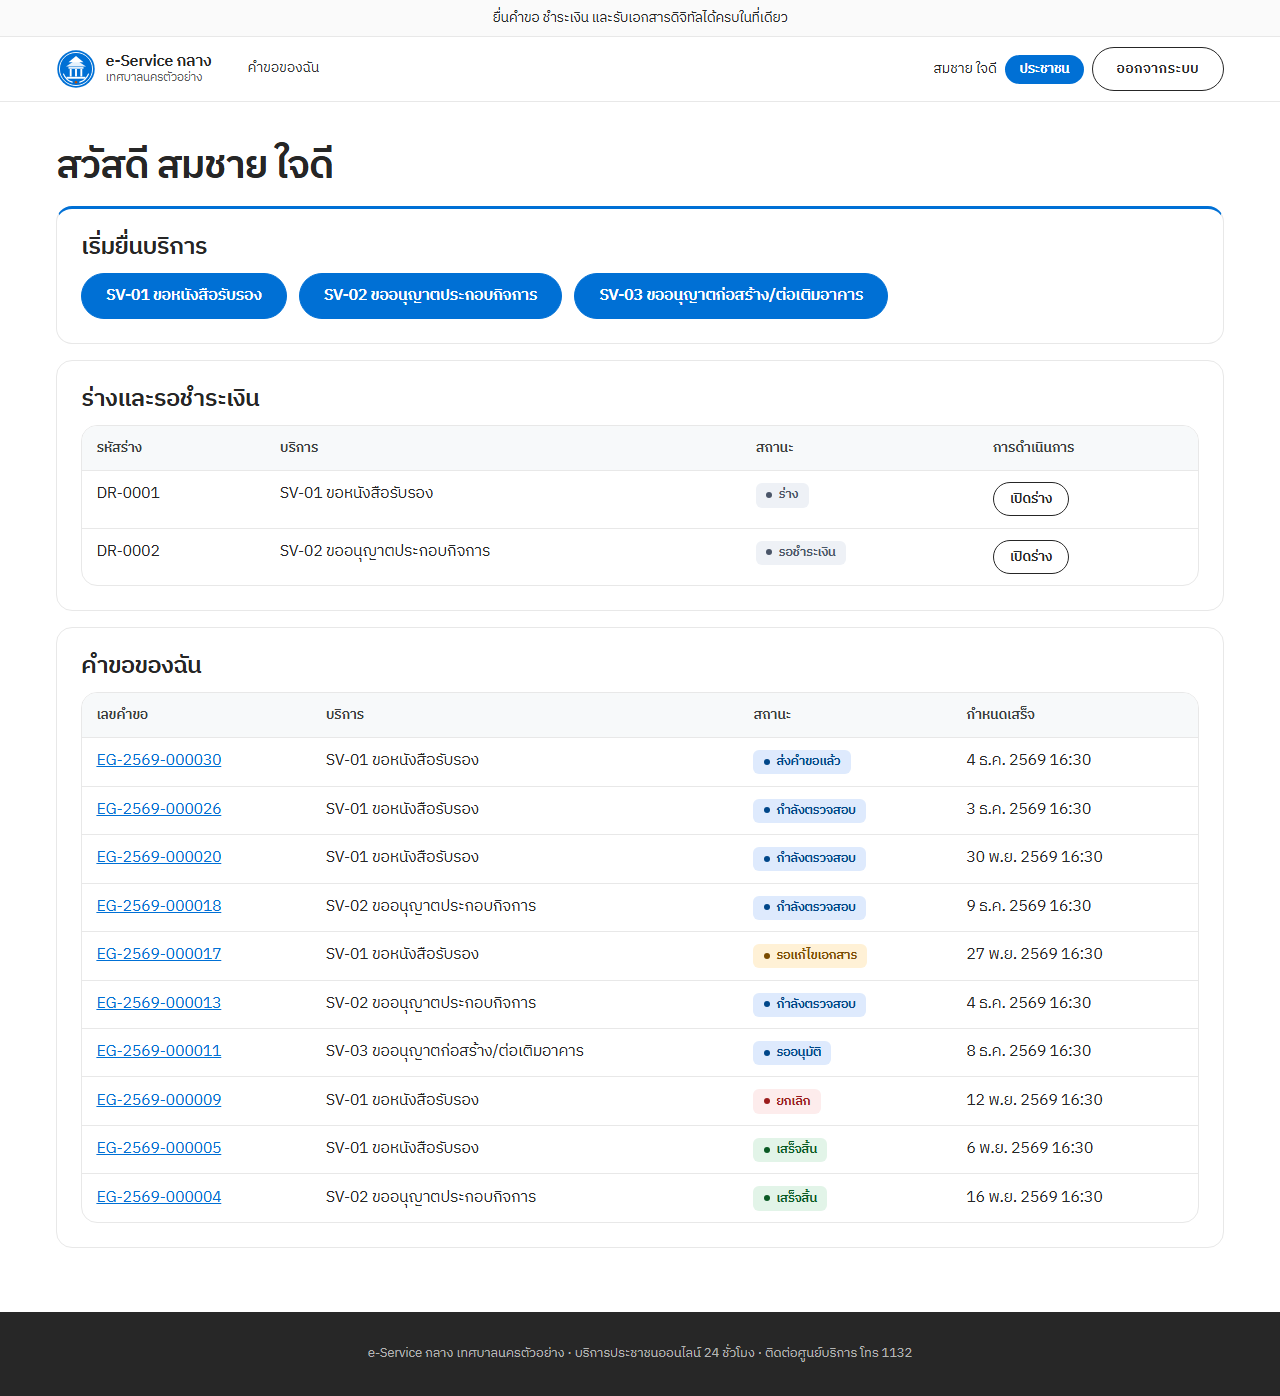 ยื่นคำขอ ชำระเงิน และรับเอกสารดิจิทัลได้ครบในที่เดียว
e-Service กลาง
เทศบาลนครตัวอย่าง
คำขอของฉัน
สมชาย ใจดี ประชาชน ออกจากระบบ
สวัสดี สมชาย ใจดี
เริ่มยื่นบริการ
SV-01 ขอหนังสือรับรอง SV-02 ขออนุญาตประกอบกิจการ SV-03 ขออนุญาตก่อสร้าง/ต่อเติมอาคาร
ร่างและรอชำระเงิน
รหัสร่าง บริการ สถานะ การดำเนินการ
DR-0001 SV-01 ขอหนังสือรับรอง ร่าง เปิดร่าง
DR-0002 SV-02 ขออนุญาตประกอบกิจการ รอชำระเงิน เปิดร่าง
คำขอของฉัน
เลขคำขอ บริการ สถานะ กำหนดเสร็จ
EG-2569-000030 SV-01 ขอหนังสือรับรอง ส่งคำขอแล้ว 4 ธ.ค. 2569 16:30
EG-2569-000026 SV-01 ขอหนังสือรับรอง กำลังตรวจสอบ 3 ธ.ค. 2569 16:30
EG-2569-000020 SV-01 ขอหนังสือรับรอง กำลังตรวจสอบ 30 พ.ย. 2569 16:30
EG-2569-000018 SV-02 ขออนุญาตประกอบกิจการ กำลังตรวจสอบ 9 ธ.ค. 2569 16:30
EG-2569-000017 SV-01 ขอหนังสือรับรอง รอแก้ไขเอกสาร 27 พ.ย. 2569 16:30
EG-2569-000013 SV-02 ขออนุญาตประกอบกิจการ กำลังตรวจสอบ 4 ธ.ค. 2569 16:30
EG-2569-000011 SV-03 ขออนุญาตก่อสร้าง/ต่อเติมอาคาร รออนุมัติ 8 ธ.ค. 2569 16:30
EG-2569-000009 SV-01 ขอหนังสือรับรอง ยกเลิก 12 พ.ย. 2569 16:30
EG-2569-000005 SV-01 ขอหนังสือรับรอง เสร็จสิ้น 6 พ.ย. 2569 16:30
EG-2569-000004 SV-02 ขออนุญาตประกอบกิจการ เสร็จสิ้น 16 พ.ย. 2569 16:30
e-Service กลาง เทศบาลนครตัวอย่าง · บริการประชาชนออนไลน์ 24 ชั่วโมง · ติดต่อศูนย์บริการ โทร 1132